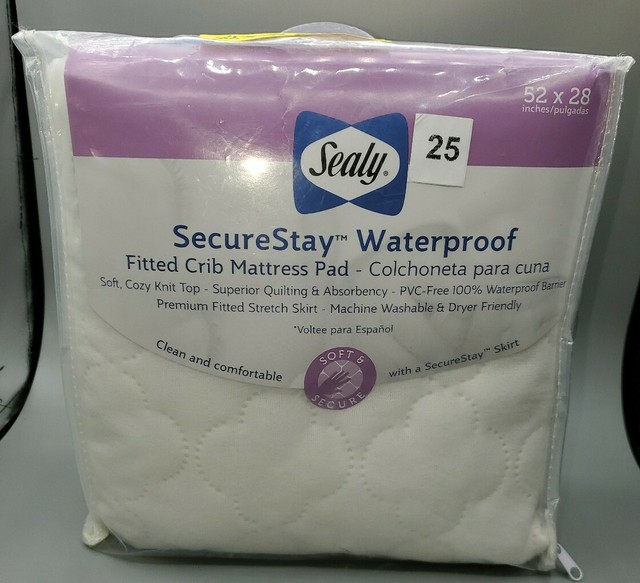 52 x 28
inches/pulgadas
Sealy®
25
SecureStay™ Waterproof
Fitted Crib Mattress Pad - Colchoneta para cuna
Soft, Cozy Knit Top - Superior Quilting & Absorbency - PVC-Free 100% Waterproof Barrier
Premium Fitted Stretch Skirt - Machine Washable & Dryer Friendly
*Voltee para Español
Clean and comfortable
SOFT & SECURE
with a SecureStay™ Skirt